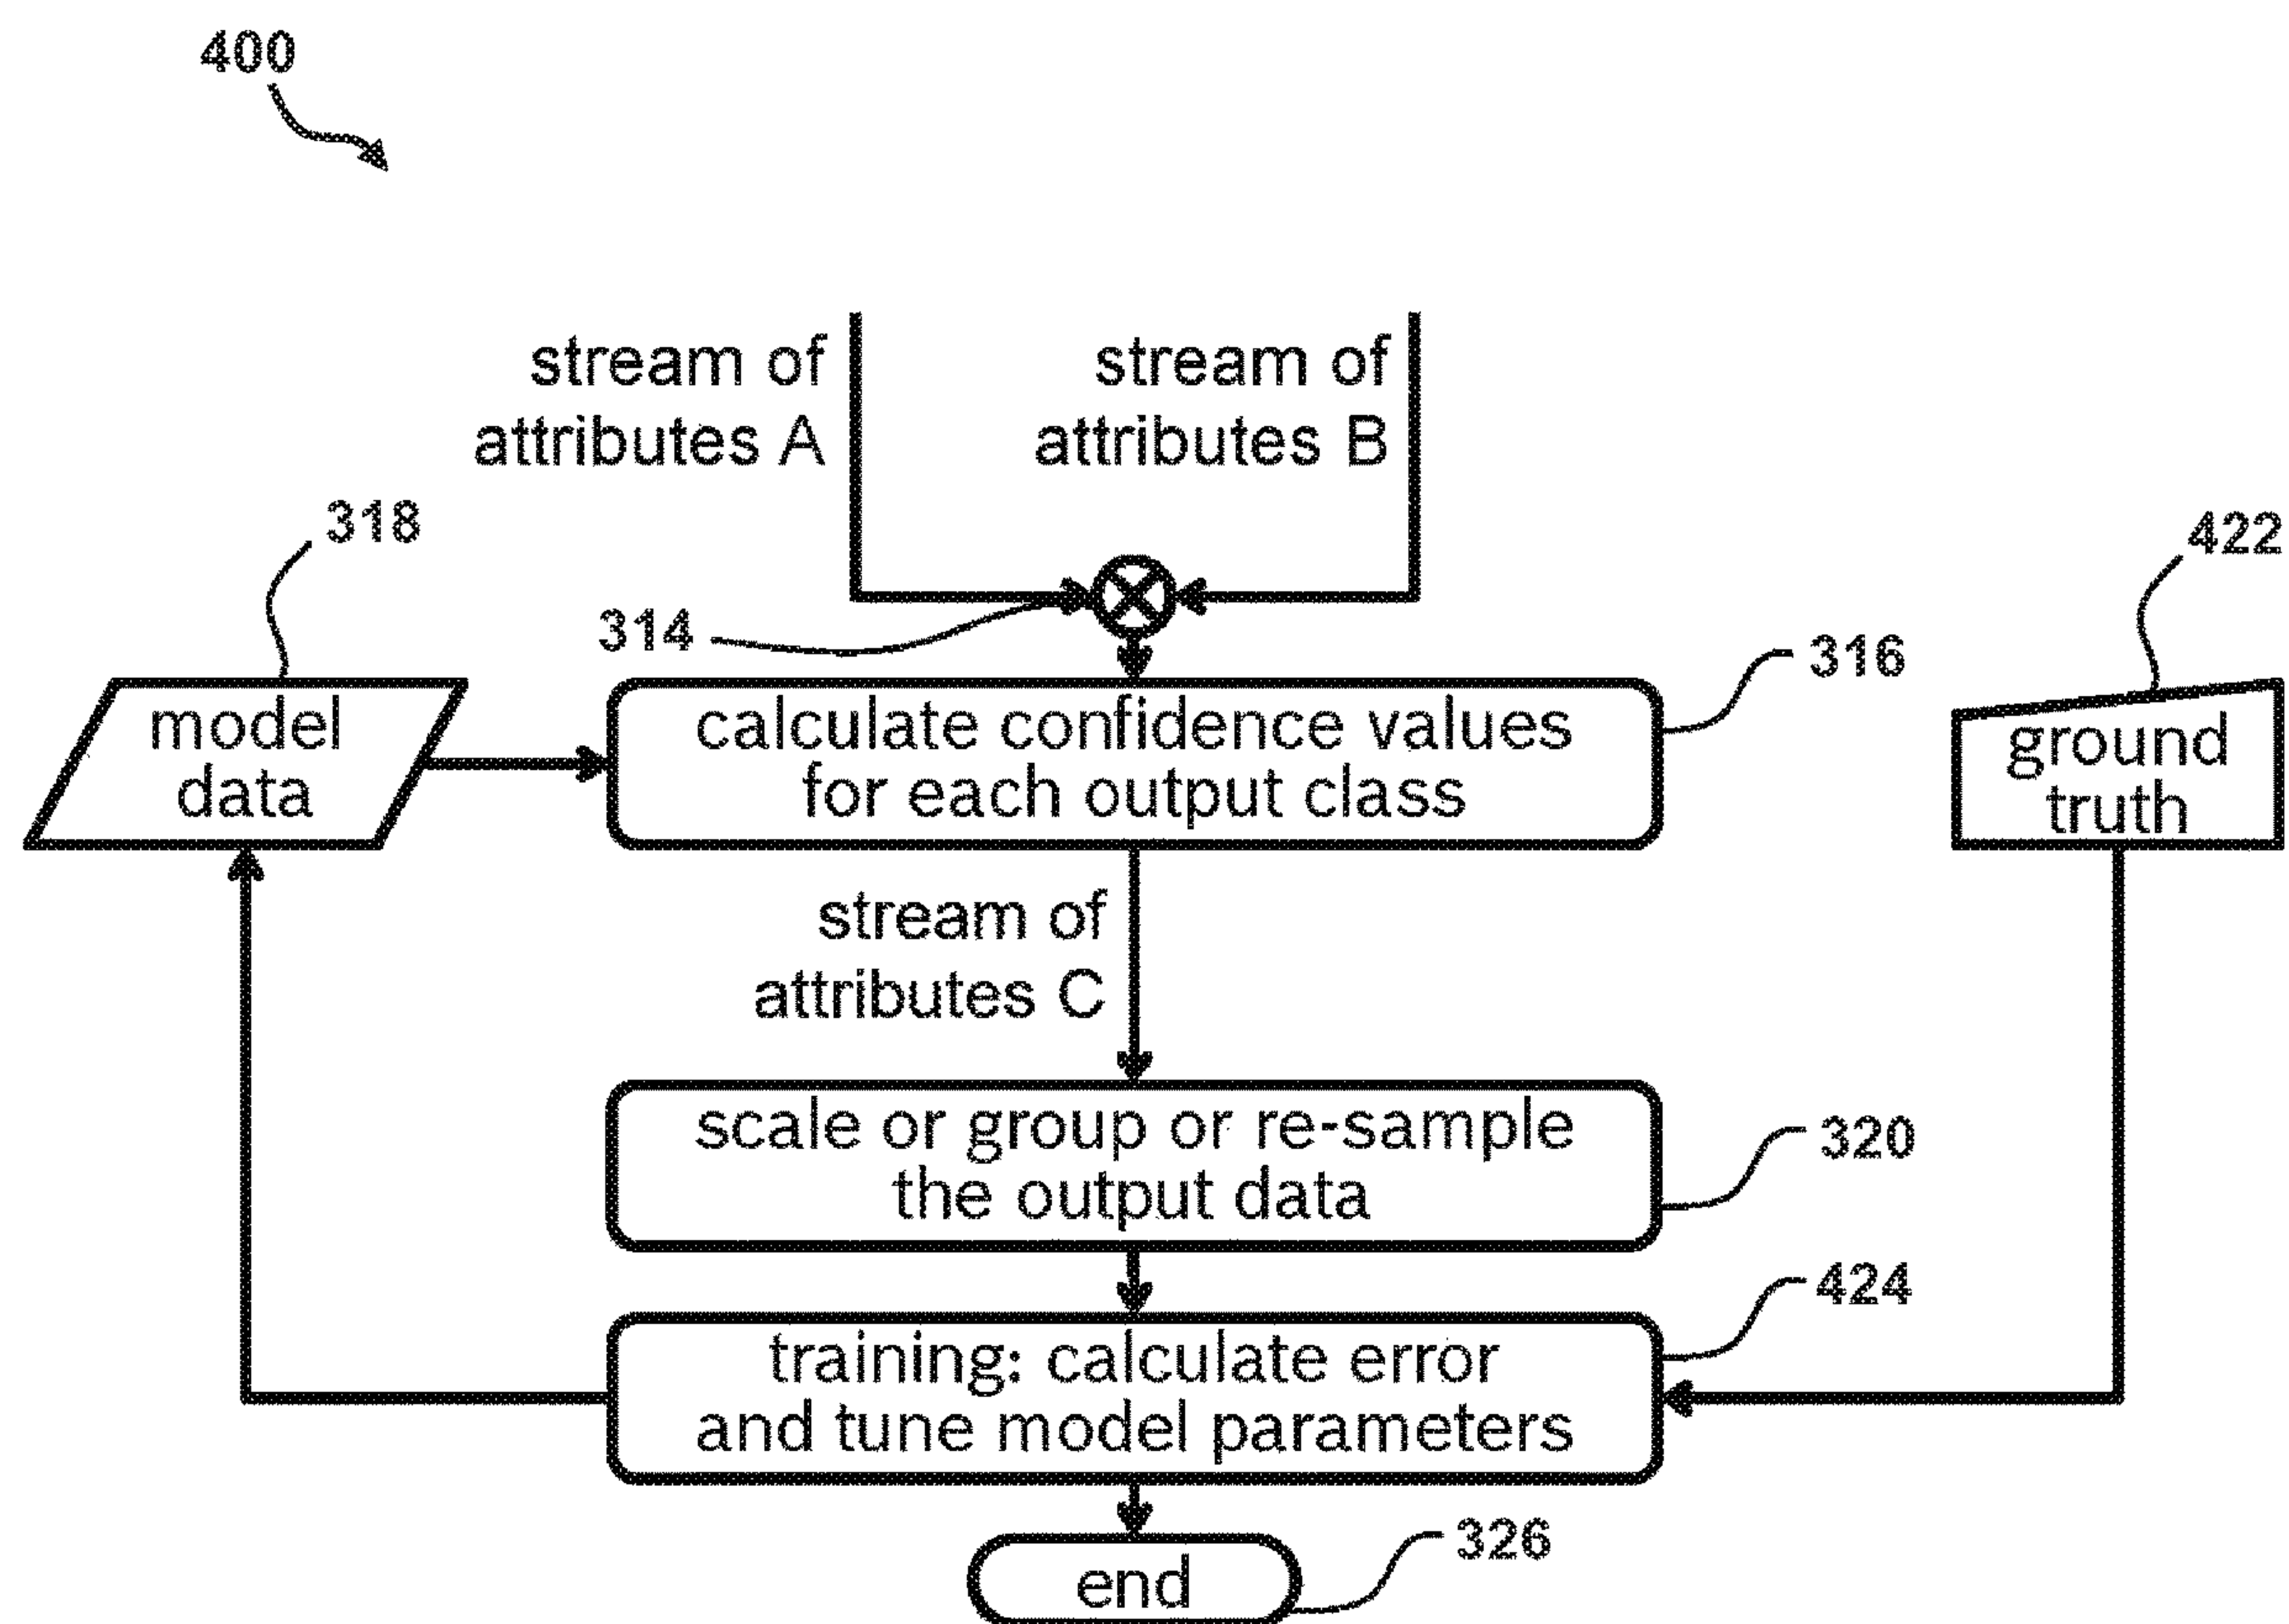 400
stream of
attributes A
stream of
attributes B
318
422
314
316
model
data
calculate confidence values
for each output class
ground
truth
stream of
attributes C
scale or group or re-sample
the output data
320
424
training: calculate error
and tune model parameters
326
end